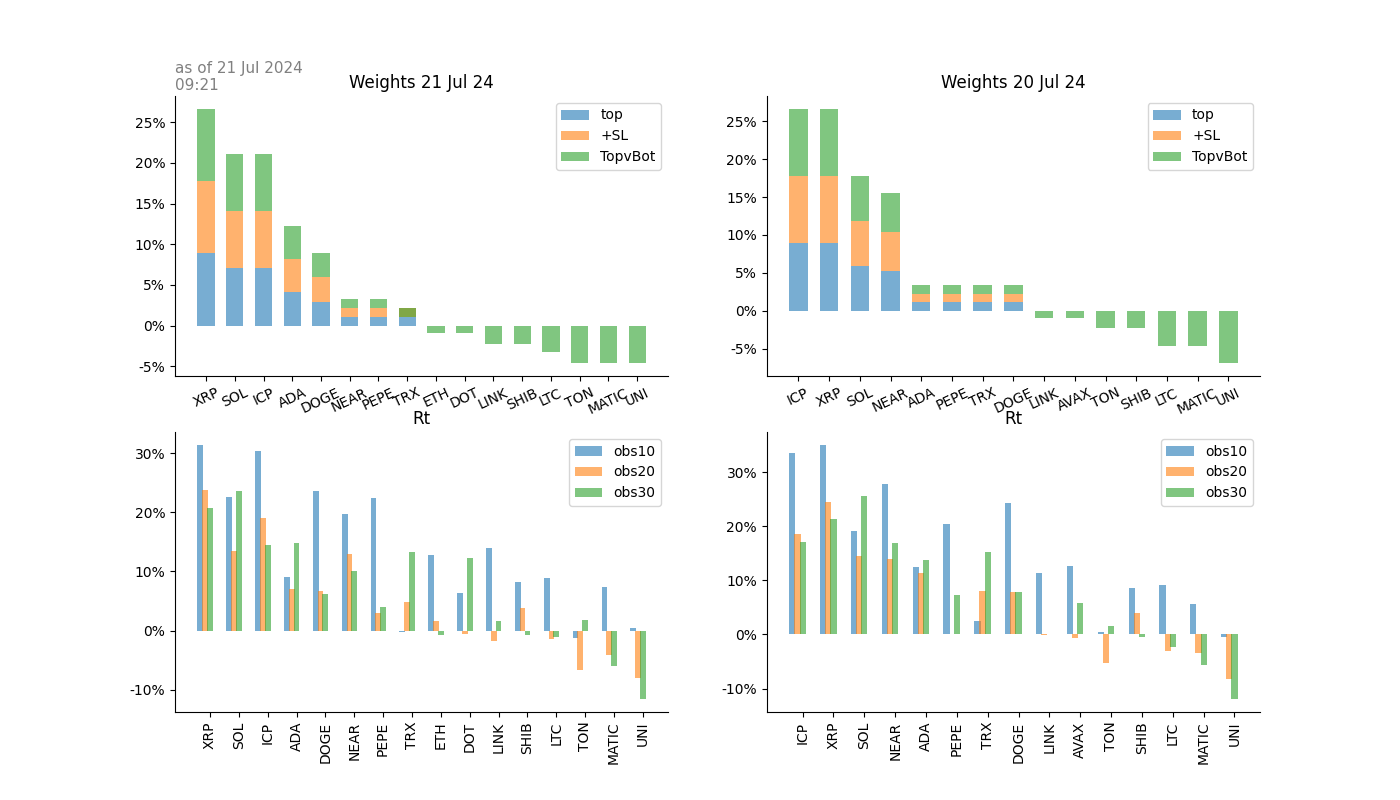 as of 21 Jul 2024
09:21
Weights 21 Jul 24
25%
20%
15%
10%
5%
0%
-5%
top
+SL
TopvBot
XRP SOL ICP ADA DOGE NEAR PEPE TRX ETH DOT LINK SHIB LTC TON MATIC UNI
Weights 20 Jul 24
25%
20%
15%
10%
5%
0%
-5%
top
+SL
TopvBot
ICP XRP SOL NEAR ADA PEPE TRX DOGE LINK AVAX TON SHIB LTC MATIC UNI
Rt
30%
20%
10%
0%
-10%
obs10
obs20
obs30
XRP SOL ICP ADA DOGE NEAR PEPE TRX ETH DOT LINK SHIB LTC TON MATIC UNI
Rt
30%
20%
10%
0%
-10%
obs10
obs20
obs30
ICP XRP SOL NEAR ADA PEPE TRX DOGE LINK AVAX TON SHIB LTC MATIC UNI